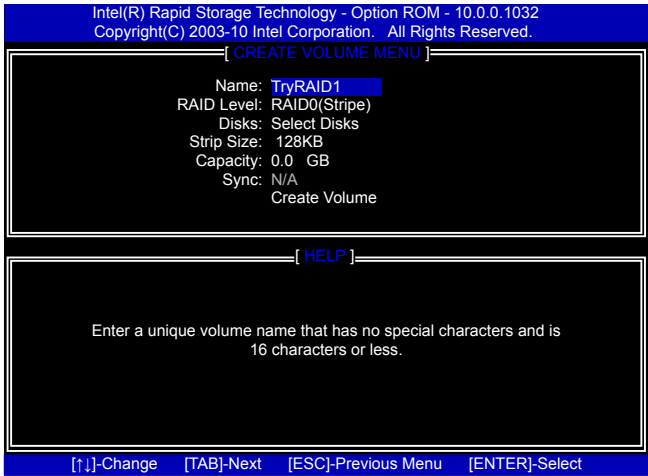 Intel(R) Rapid Storage Technology - Option ROM - 10.0.0.1032
Copyright(C) 2003-10 Intel Corporation. All Rights Reserved.
[ CREATE VOLUME MENU ]
Name: TryRAID1
RAID Level: RAID0(Stripe)
Disks: Select Disks
Strip Size: 128KB
Capacity: 0.0 GB
Sync: N/A
Create Volume
[ HELP ]
Enter a unique volume name that has no special characters and is
16 characters or less.
[↑↓]-Change [TAB]-Next [ESC]-Previous Menu [ENTER]-Select